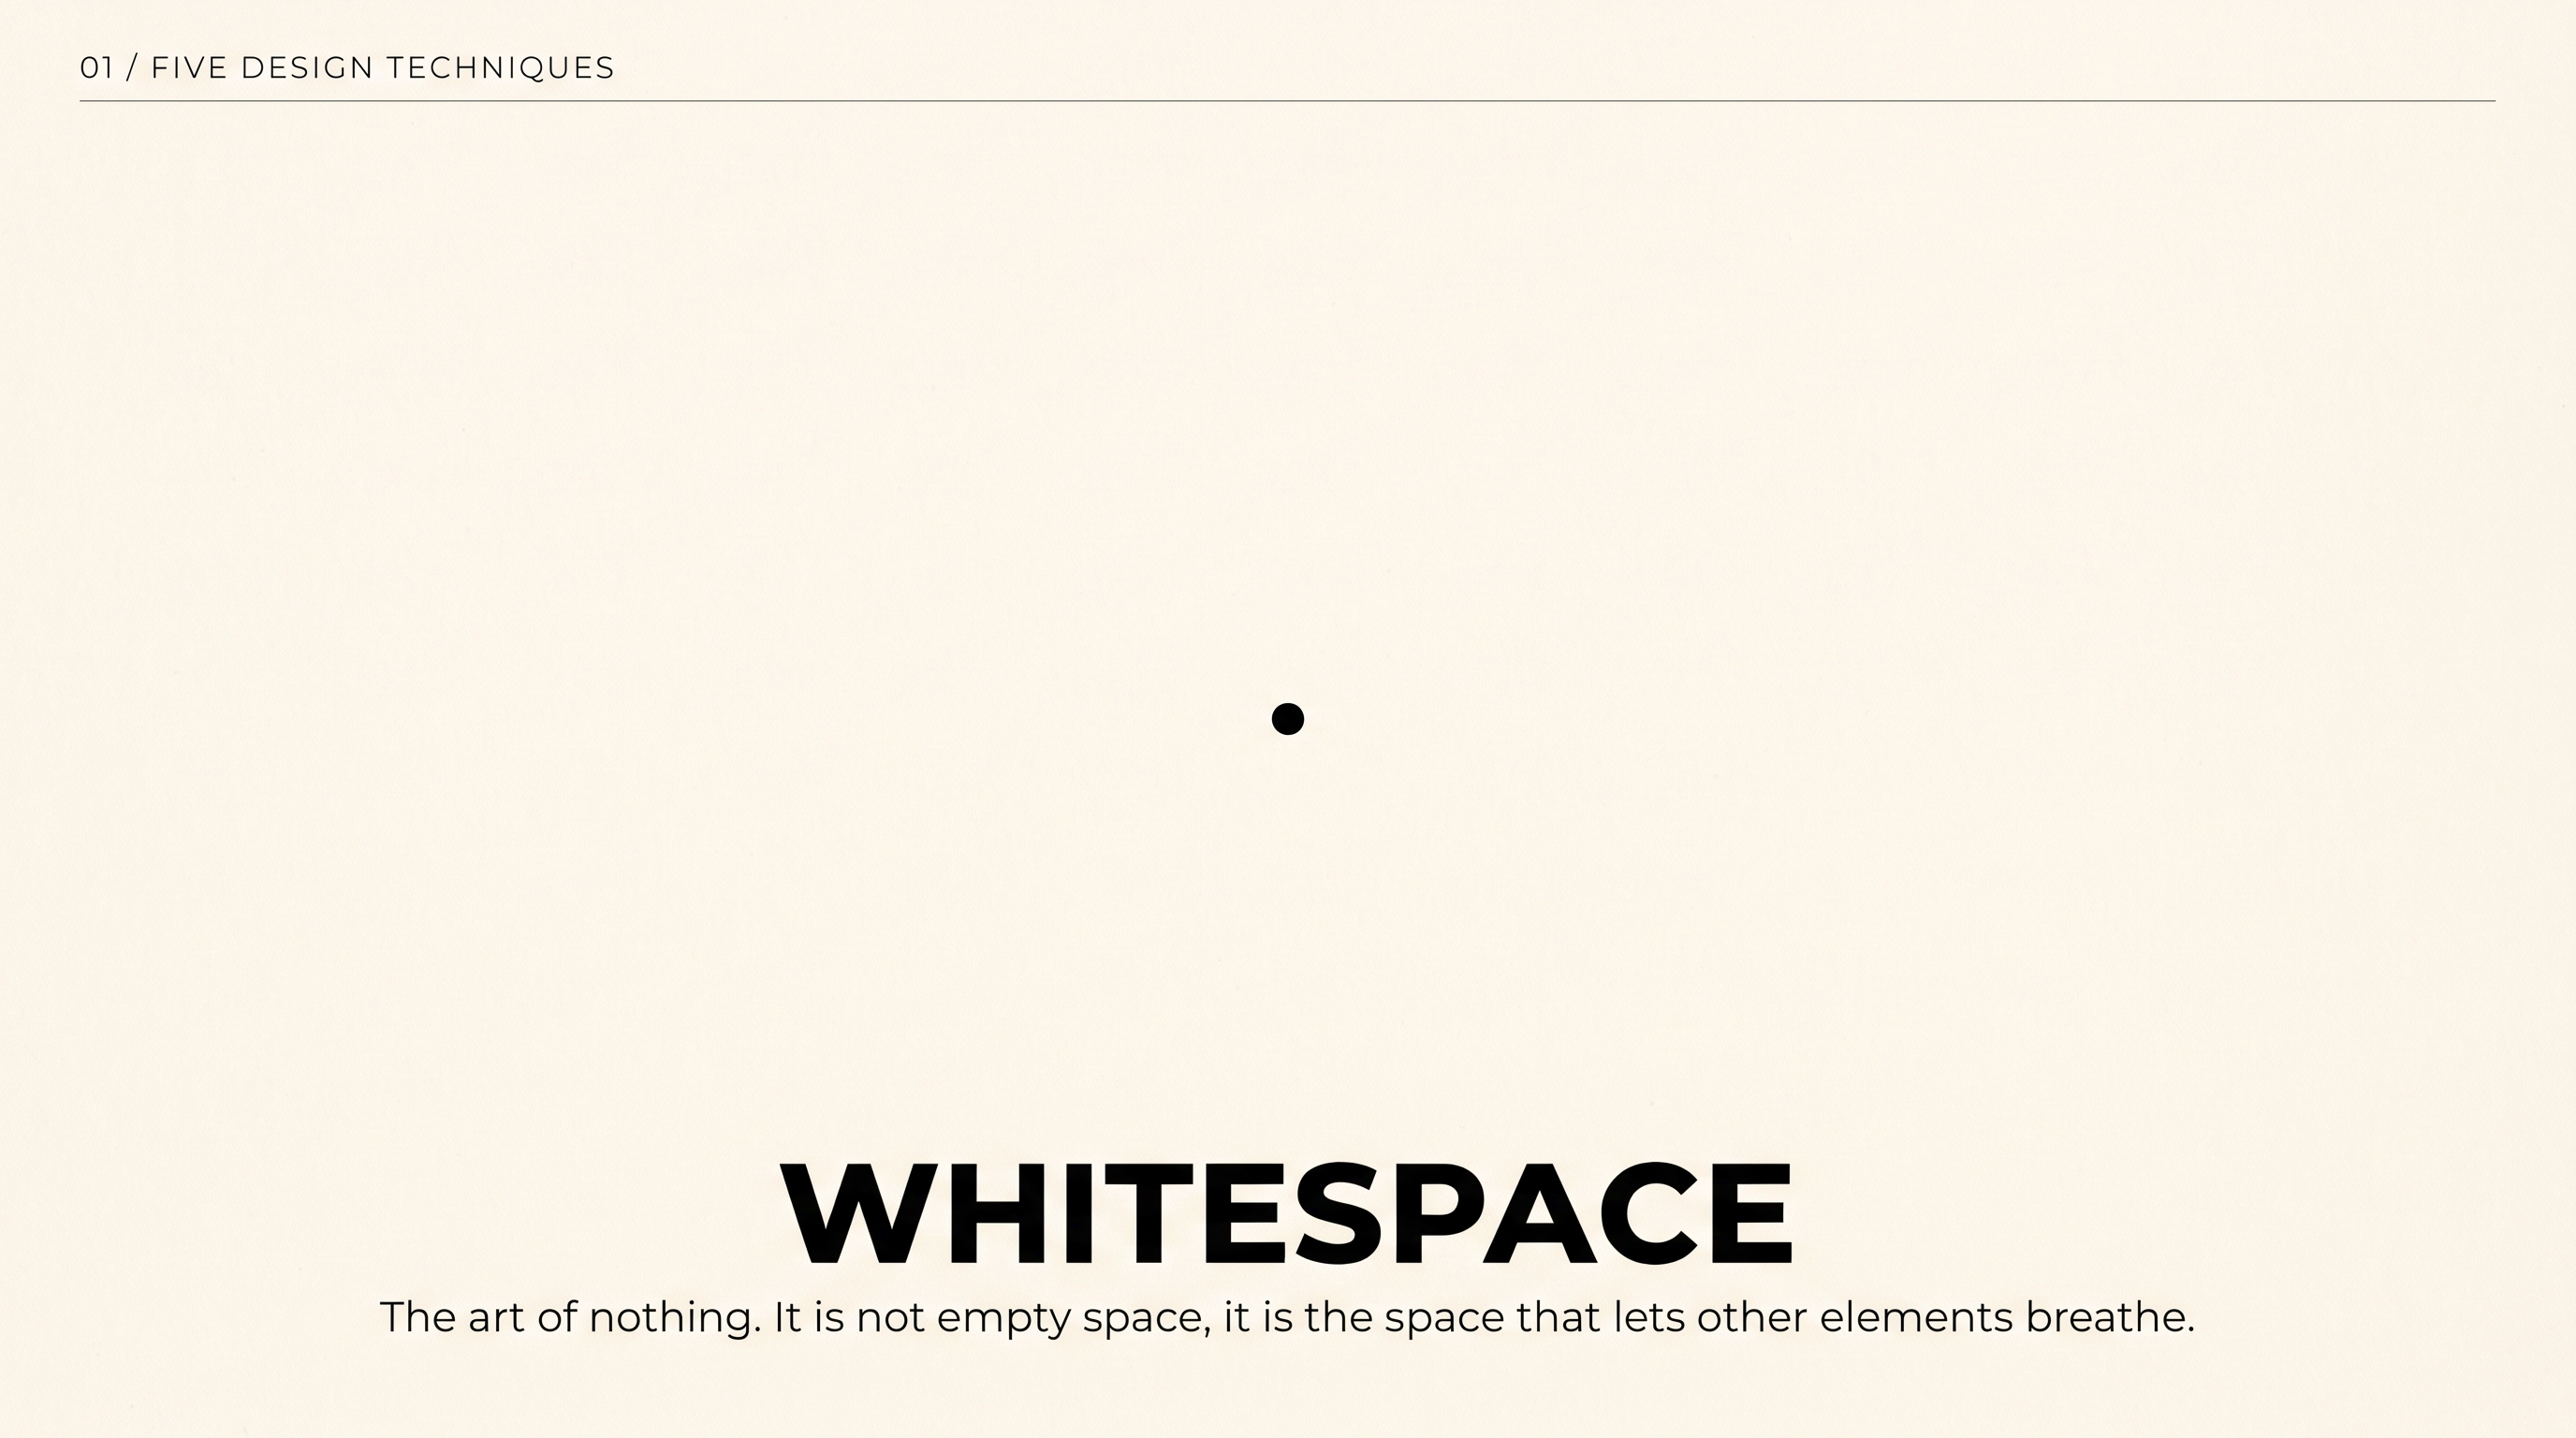 01 / FIVE DESIGN TECHNIQUES
WHITESPACE
The art of nothing. It is not empty space, it is the space that lets other elements breathe.